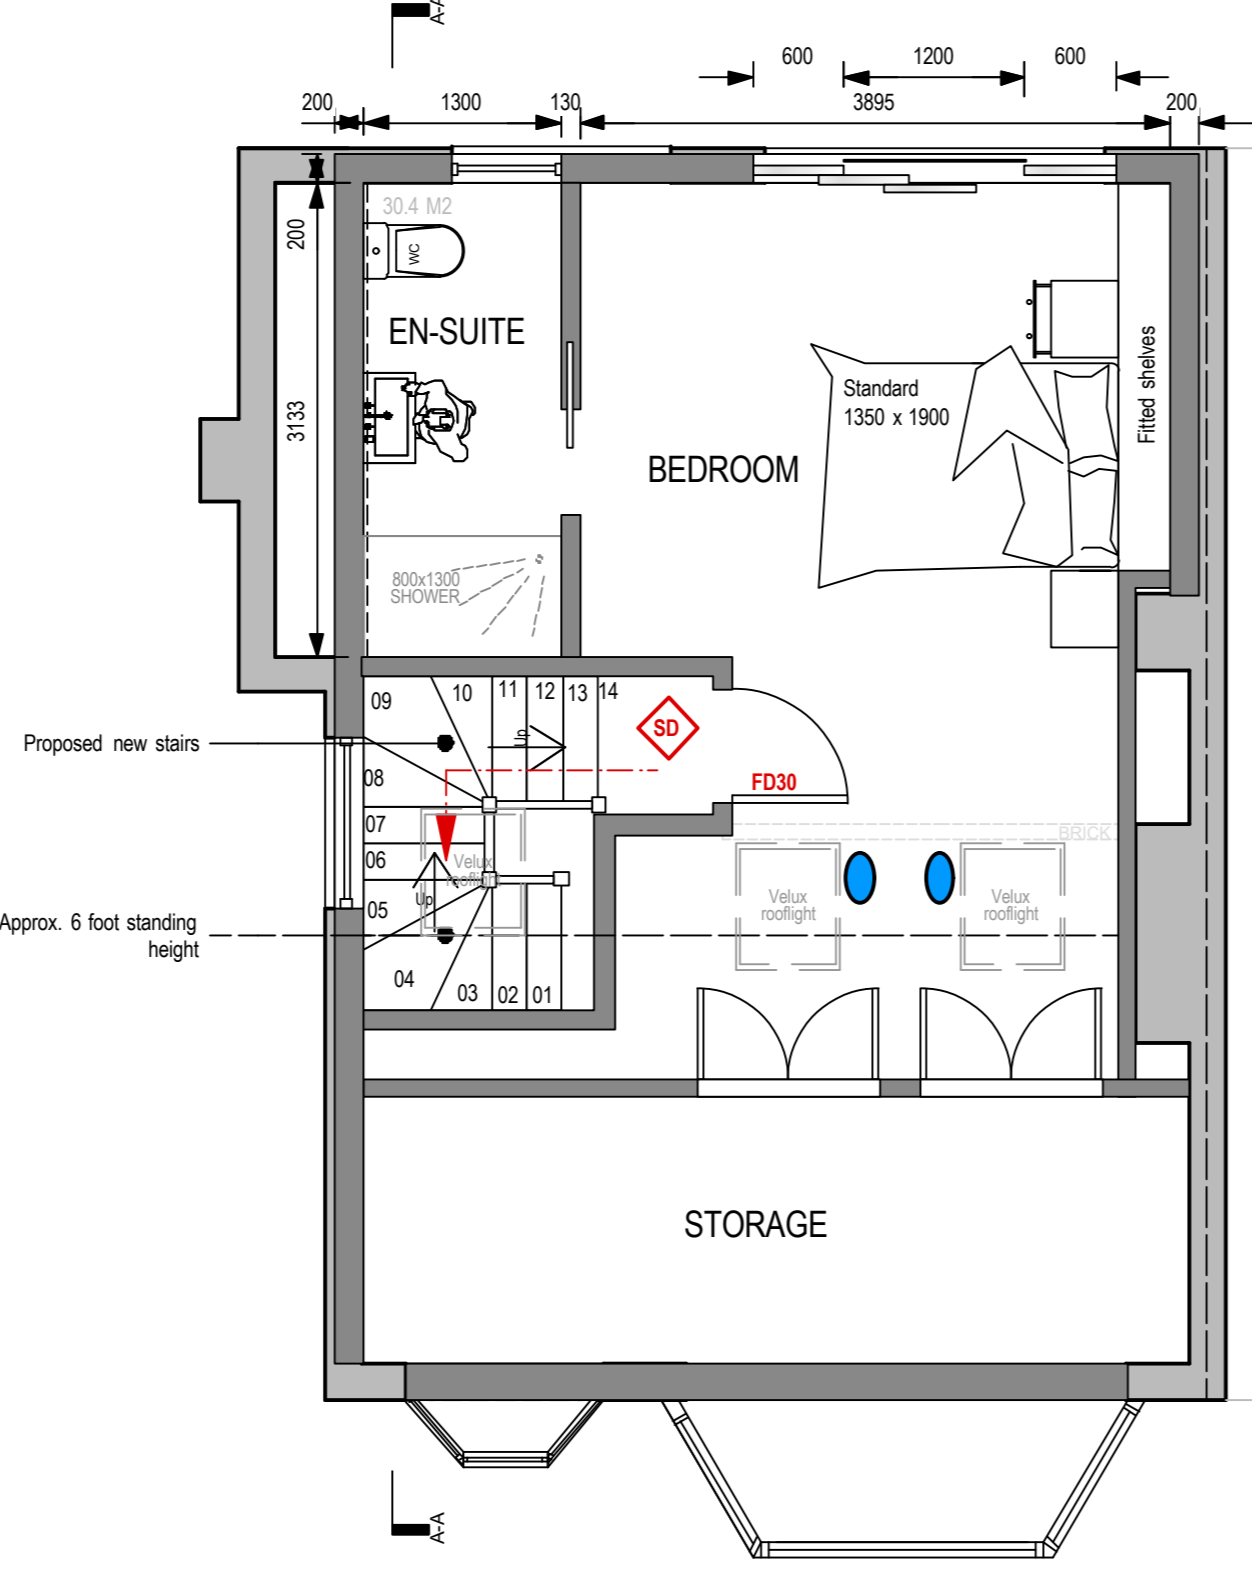 A-A
600
1200
600
200
1300
130
3895
200
30.4 M2
200
WC
EN-SUITE
3133
Standard
1350 x 1900
Fitted shelves
BEDROOM
800x1300
SHOWER
09
10
11
12
13
14
Up
SD
Proposed new stairs
08
FD30
07
BRICK
06
Velux
rooflight
Up
Velux
rooflight
Velux
rooflight
05
Approx. 6 foot standing
height
04
03
02
01
STORAGE
A-A